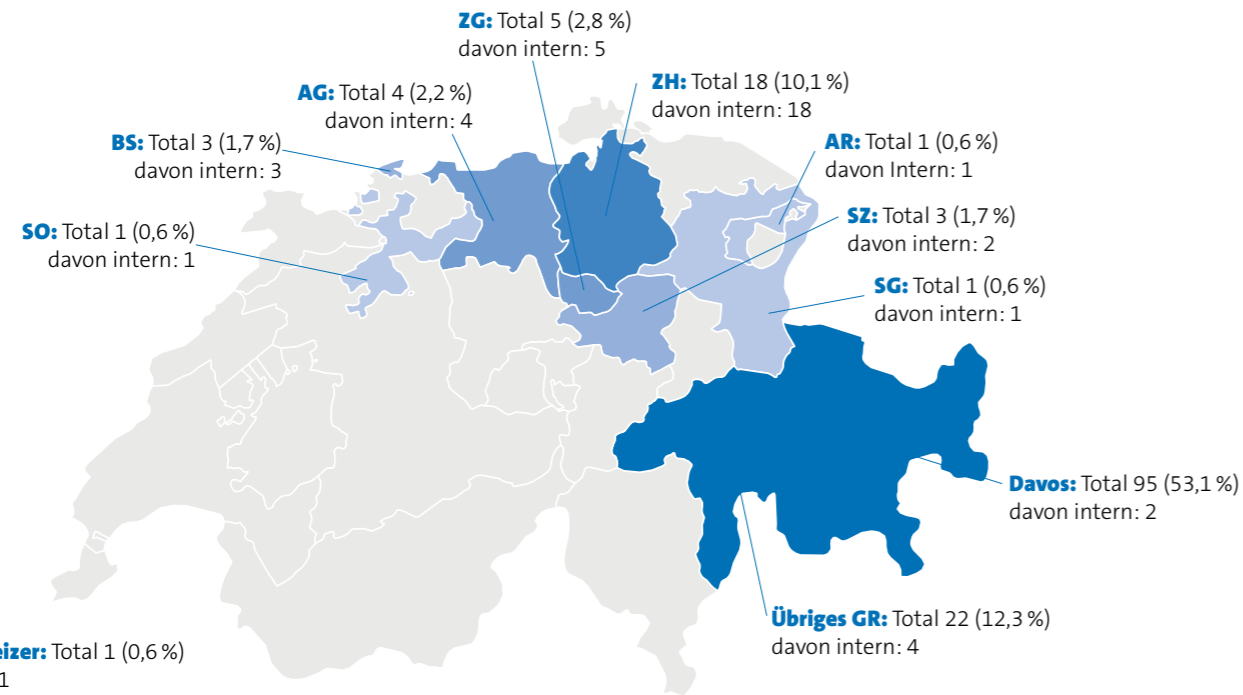 ZG: Total 5 (2,8 %)
davon intern: 5
ZH: Total 18 (10,1 %)
davon intern: 18
AG: Total 4 (2,2 %)
davon intern: 4
BS: Total 3 (1,7 %)
davon intern: 3
AR: Total 1 (0,6 %)
davon Intern: 1
SZ: Total 3 (1,7 %)
davon intern: 2
SO: Total 1 (0,6 %)
davon intern: 1
SG: Total 1 (0,6 %)
davon intern: 1
Davos: Total 95 (53,1 %)
davon intern: 2
Übriges GR: Total 22 (12,3 %)
davon intern: 4
eizer: Total 1 (0,6 %)
1